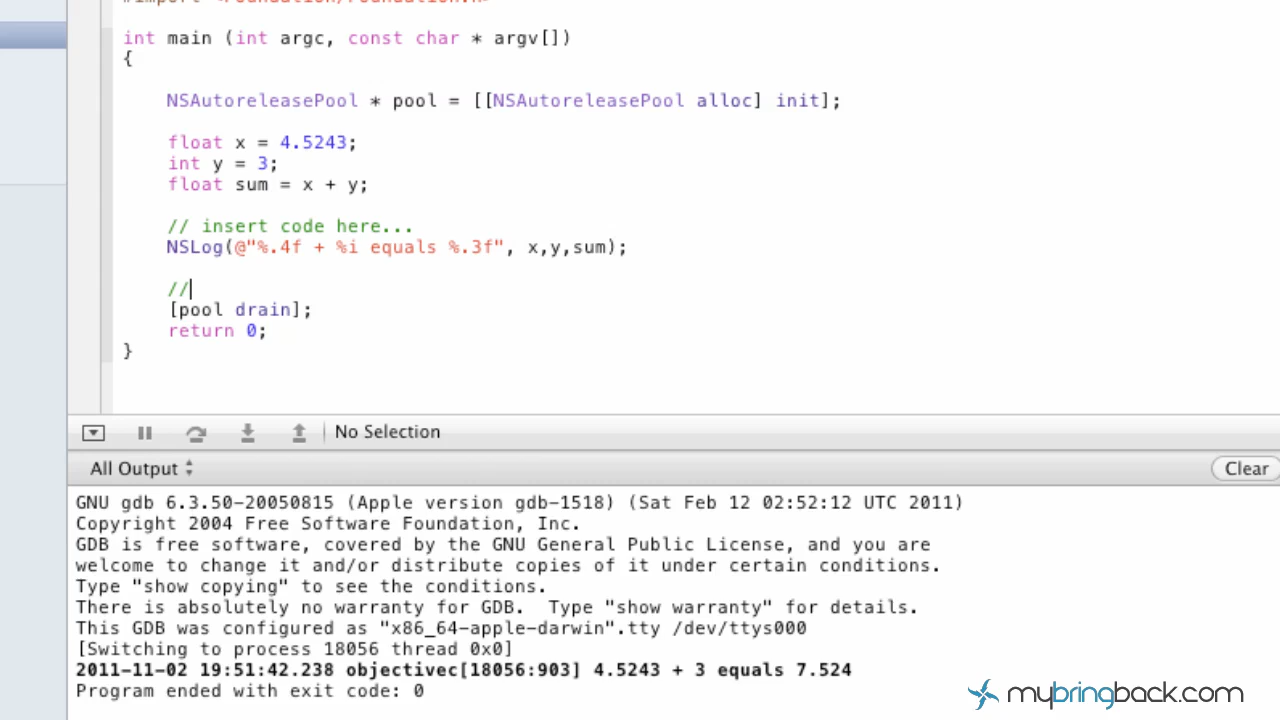 #import <Foundation/Foundation.h>
int main (int argc, const char * argv[])
{
NSAutoreleasePool * pool = [[NSAutoreleasePool alloc] init];
float x = 4.5243;
int y = 3;
float sum = x + y;
// insert code here...
NSLog(@"%.4f + %i equals %.3f", x,y,sum);
//
[pool drain];
return 0;
}
No Selection
All Output
Clear
GNU gdb 6.3.50-20050815 (Apple version gdb-1518) (Sat Feb 12 02:52:12 UTC 2011)
Copyright 2004 Free Software Foundation, Inc.
GDB is free software, covered by the GNU General Public License, and you are
welcome to change it and/or distribute copies of it under certain conditions.
Type "show copying" to see the conditions.
There is absolutely no warranty for GDB.  Type "show warranty" for details.
This GDB was configured as "x86_64-apple-darwin".tty /dev/ttys000
[Switching to process 18056 thread 0x0]
2011-11-02 19:51:42.238 objectivec[18056:903] 4.5243 + 3 equals 7.524
Program ended with exit code: 0
mybringback.com